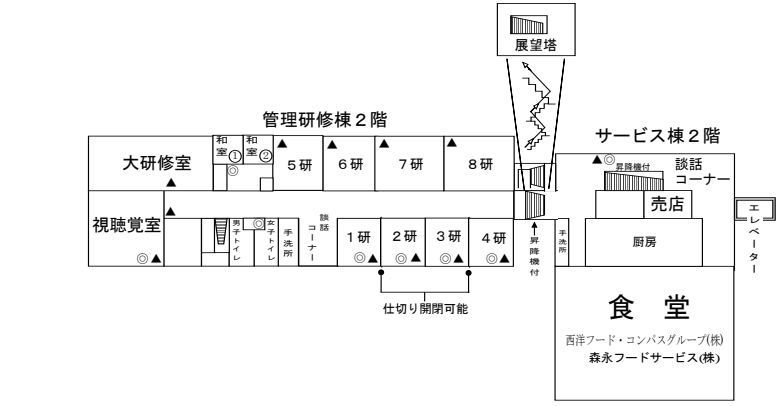 展望塔
管理研修棟２階
サービス棟２階
大研修室
和室①
和室②
５研
６研
７研
８研
昇降機付
談話
コーナー
売店
エレベーター
視聴覚室
男子トイレ
女子トイレ
手洗所
談話
コーナー
１研
２研
３研
４研
昇降機付
手洗所
厨房
仕切り開閉可能
食　堂
西洋フード・コンパスグループ(株)
森永フードサービス(株)